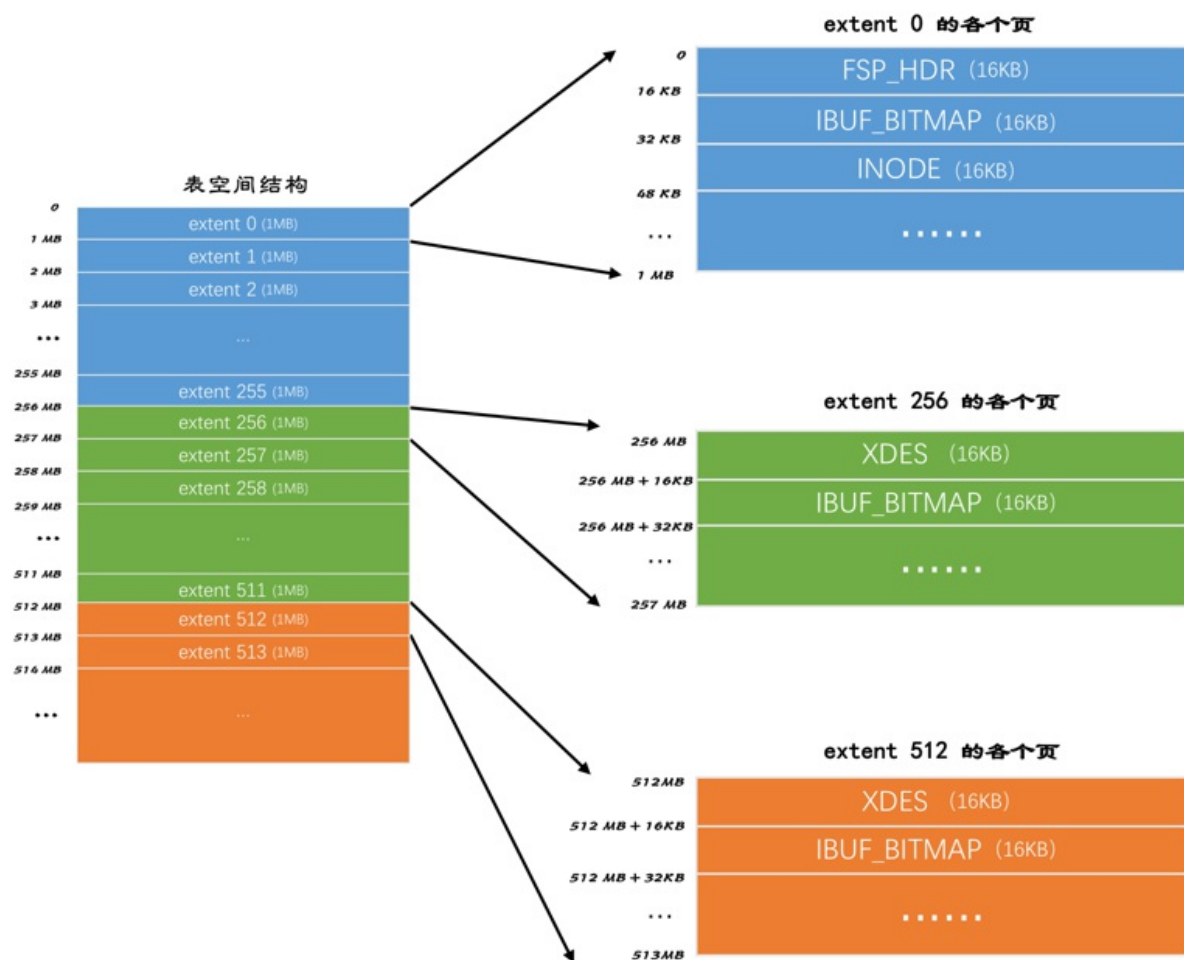 表空间结构
0
extent 0 (1MB)
1 MB
extent 1 (1MB)
2 MB
extent 2 (1MB)
3 MB
...
...
255 MB
extent 255 (1MB)
256 MB
extent 256 (1MB)
257 MB
extent 257 (1MB)
258 MB
extent 258 (1MB)
259 MB
...
...
511 MB
extent 511 (1MB)
512 MB
extent 512 (1MB)
513 MB
extent 513 (1MB)
514 MB
...
...
extent 0 的各个页
0
FSP_HDR (16KB)
16 KB
IBUF_BITMAP (16KB)
32 KB
INODE (16KB)
48 KB
...
......
1 MB
extent 256 的各个页
256 MB
XDES (16KB)
256 MB + 16KB
IBUF_BITMAP (16KB)
256 MB + 32KB
...
......
257 MB
extent 512 的各个页
512MB
XDES (16KB)
512 MB + 16KB
IBUF_BITMAP (16KB)
512 MB + 32KB
...
......
513MB